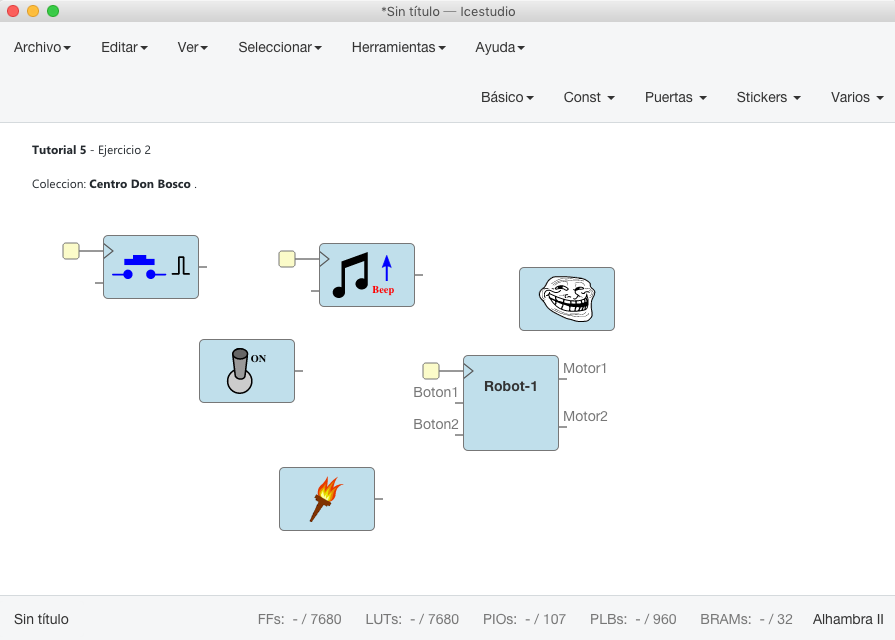 *Sin título — Icestudio
Archivo Editar Ver Seleccionar Herramientas Ayuda
Básico Const Puertas Stickers Varios
Tutorial 5 - Ejercicio 2
Coleccion: Centro Don Bosco .
Beep
ON
Motor1
Robot-1
Boton1
Motor2
Boton2
Sin título FFs: - / 7680 LUTs: - / 7680 PIOs: - / 107 PLBs: - / 960 BRAMs: - / 32 Alhambra II